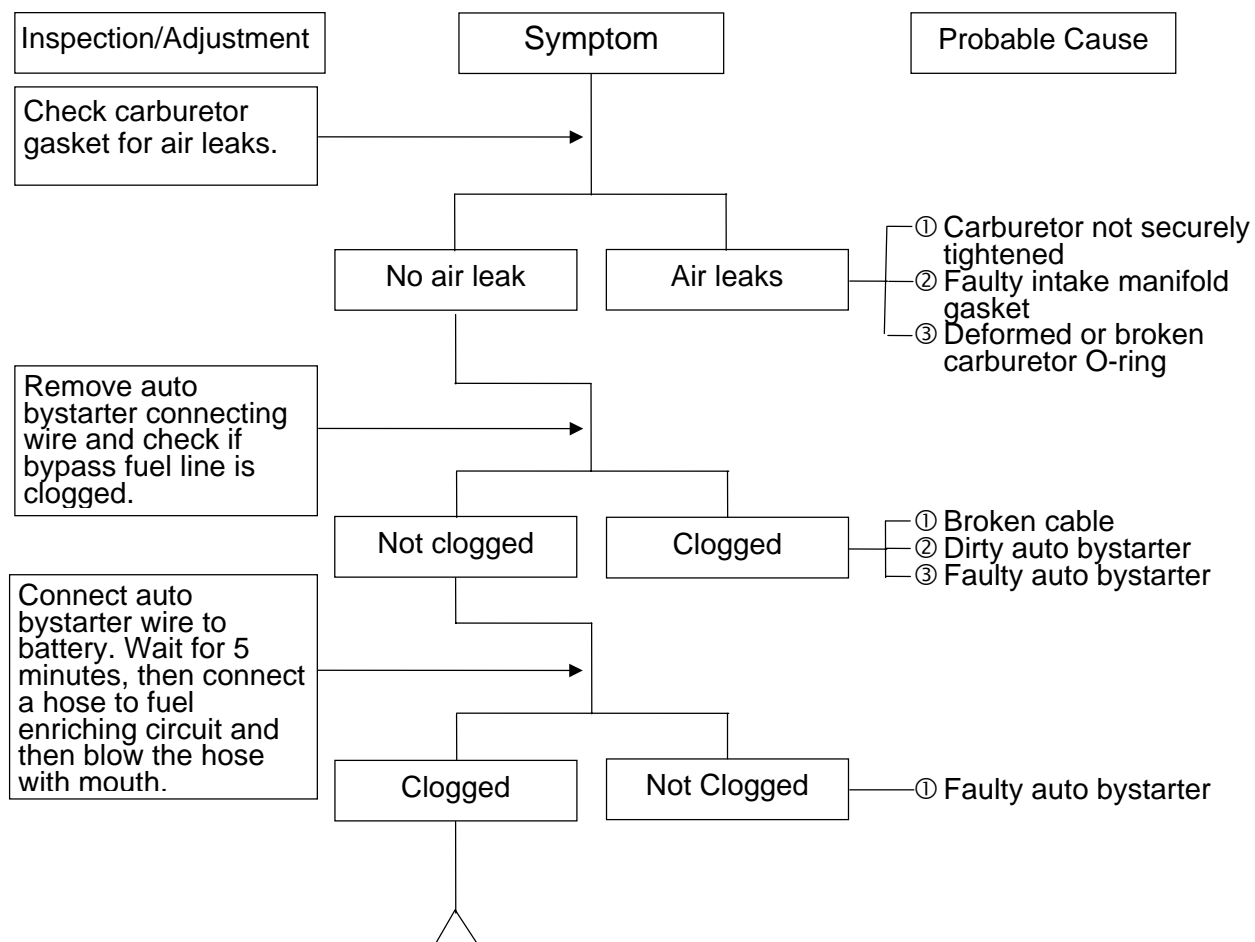 Inspection/Adjustment
Symptom
Probable Cause
Check carburetor
gasket for air leaks.
No air leak
Air leaks
① Carburetor not securely
tightened
② Faulty intake manifold
gasket
③ Deformed or broken
carburetor O-ring
Remove auto
bystarter connecting
wire and check if
bypass fuel line is
clogged.
Not clogged
Clogged
① Broken cable
② Dirty auto bystarter
③ Faulty auto bystarter
Connect auto
bystarter wire to
battery. Wait for 5
minutes, then connect
a hose to fuel
enriching circuit and
then blow the hose
with mouth.
Clogged
Not Clogged
① Faulty auto bystarter